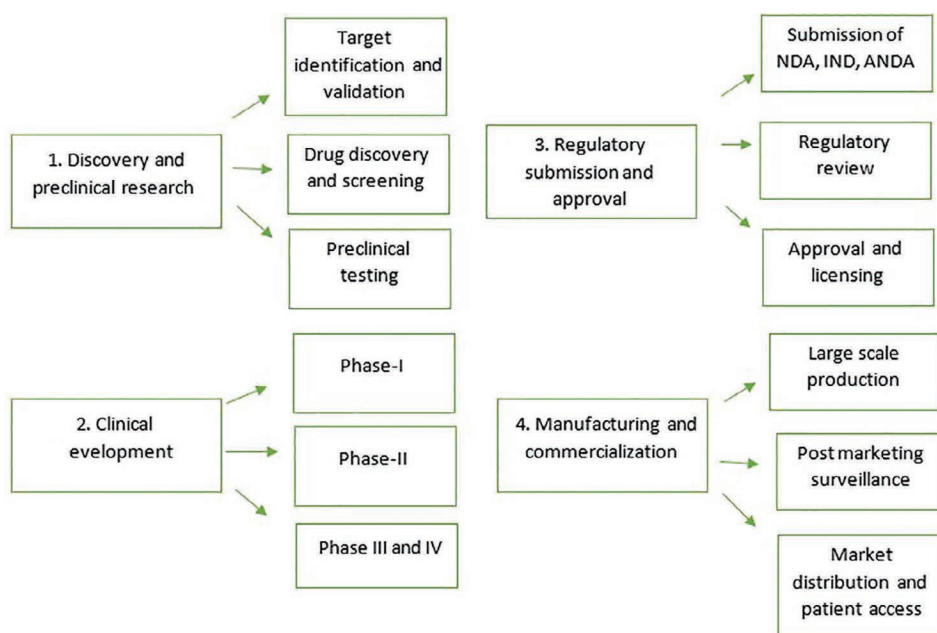 1. Discovery and
preclinical research
Target
identification and
validation
Drug discovery
and screening
Preclinical
testing
2. Clinical
evelopment
Phase-I
Phase-II
Phase III and IV
3. Regulatory
submission and
approval
Submission of
NDA, IND, ANDA
Regulatory
review
Approval and
licensing
4. Manufacturing and
commercialization
Large scale
production
Post marketing
surveillance
Market
distribution and
patient access